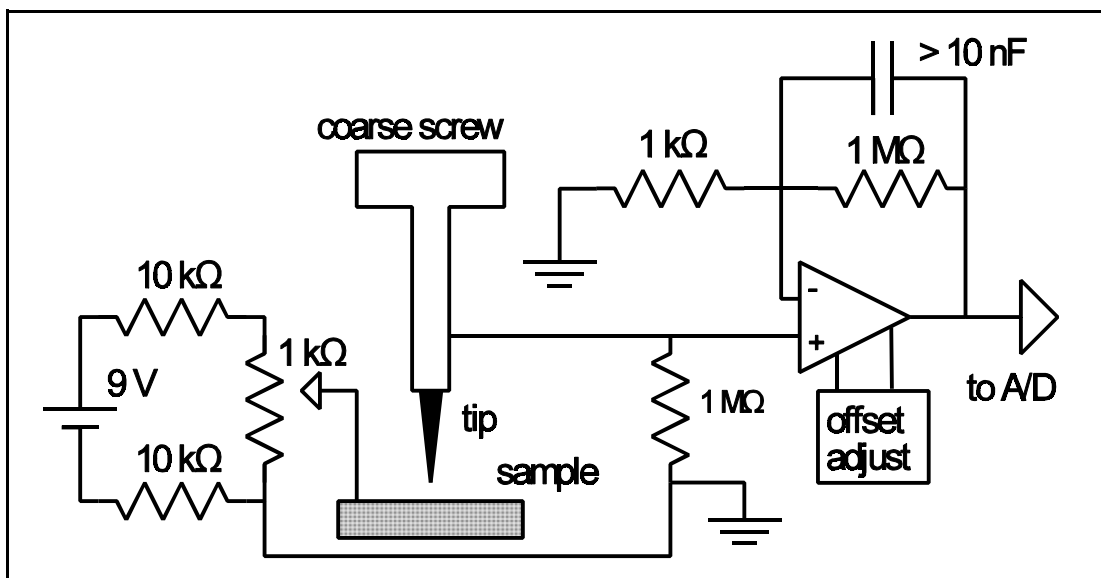 > 10 nF
coarse screw
1 kΩ
1 MΩ
10 kΩ
-
+
1 kΩ
9 V
to A/D
1 MΩ
tip
offset
adjust
10 kΩ
sample